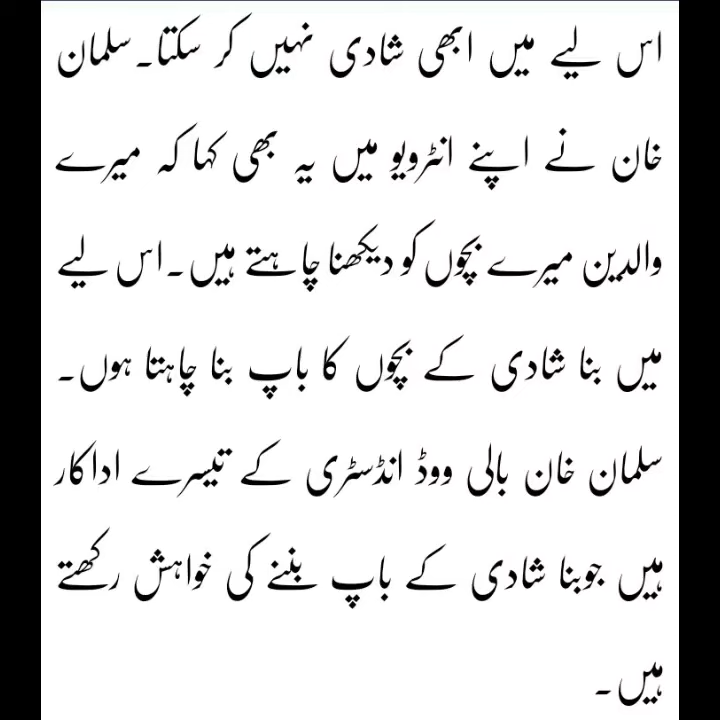 اس لیے میں ابھی شادی نہیں کر سکتا۔سلمان
خان نے اپنے انٹرویو میں یہ بھی کہا کہ میرے
والدین میرے بچوں کو دیکھنا چاہتے ہیں۔اس لیے
میں بنا شادی کے بچوں کا باپ بنا چاہتا ہوں۔
سلمان خان بالی ووڈ انڈسٹری کے تیسرے اداکار
ہیں جوبنا شادی کے باپ بننے کی خواہش رکھتے
ہیں۔